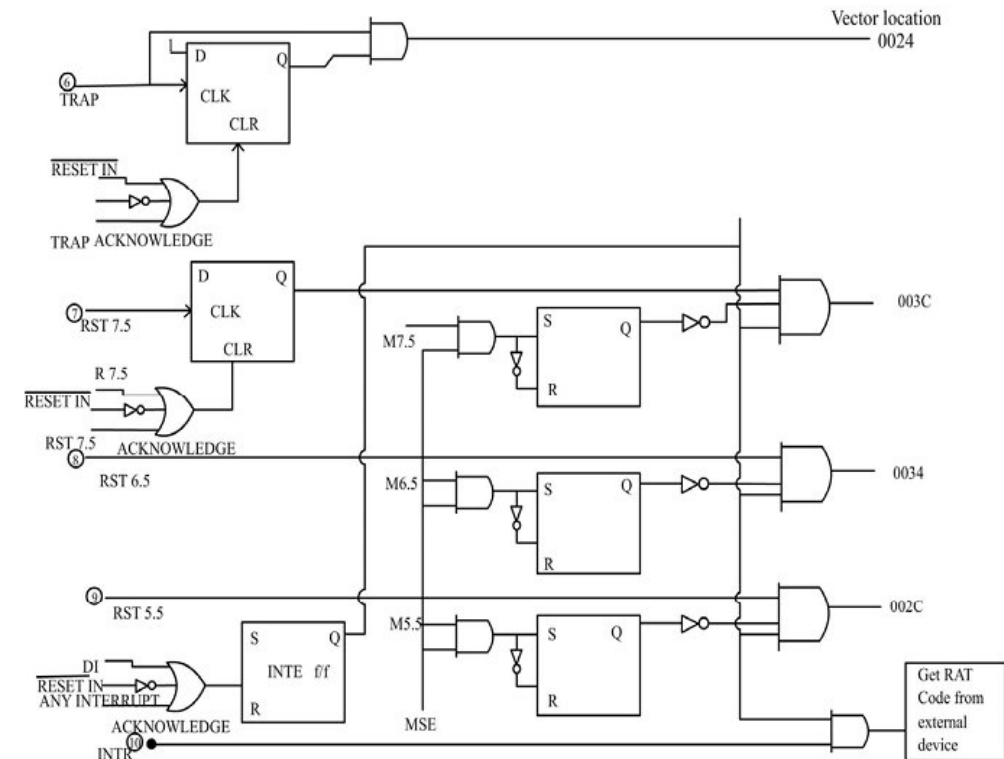 Vector location
0024
D
Q
6
TRAP
CLK
CLR
RESET IN
TRAP ACKNOWLEDGE
D
Q
7
RST 7.5
CLK
CLR
003C
S
Q
M7.5
R
R 7.5
RESET IN
RST 7.5
ACKNOWLEDGE
8
RST 6.5
0034
M6.5
S
Q
R
9
RST 5.5
002C
M5.5
S
Q
R
S
Q
INTE f/f
R
DI
RESET IN
ANY INTERRUPT
ACKNOWLEDGE
MSE
10
INTR
Get RAT
Code from
external
device